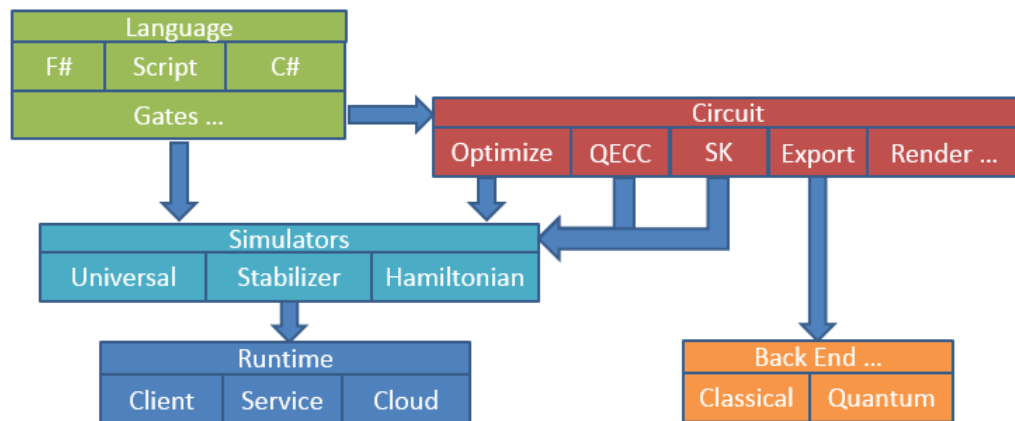 Language
F# Script C#
Gates ...
Circuit
Optimize QECC SK Export Render ...
Simulators
Universal Stabilizer Hamiltonian
Runtime
Client Service Cloud
Back End ...
Classical Quantum